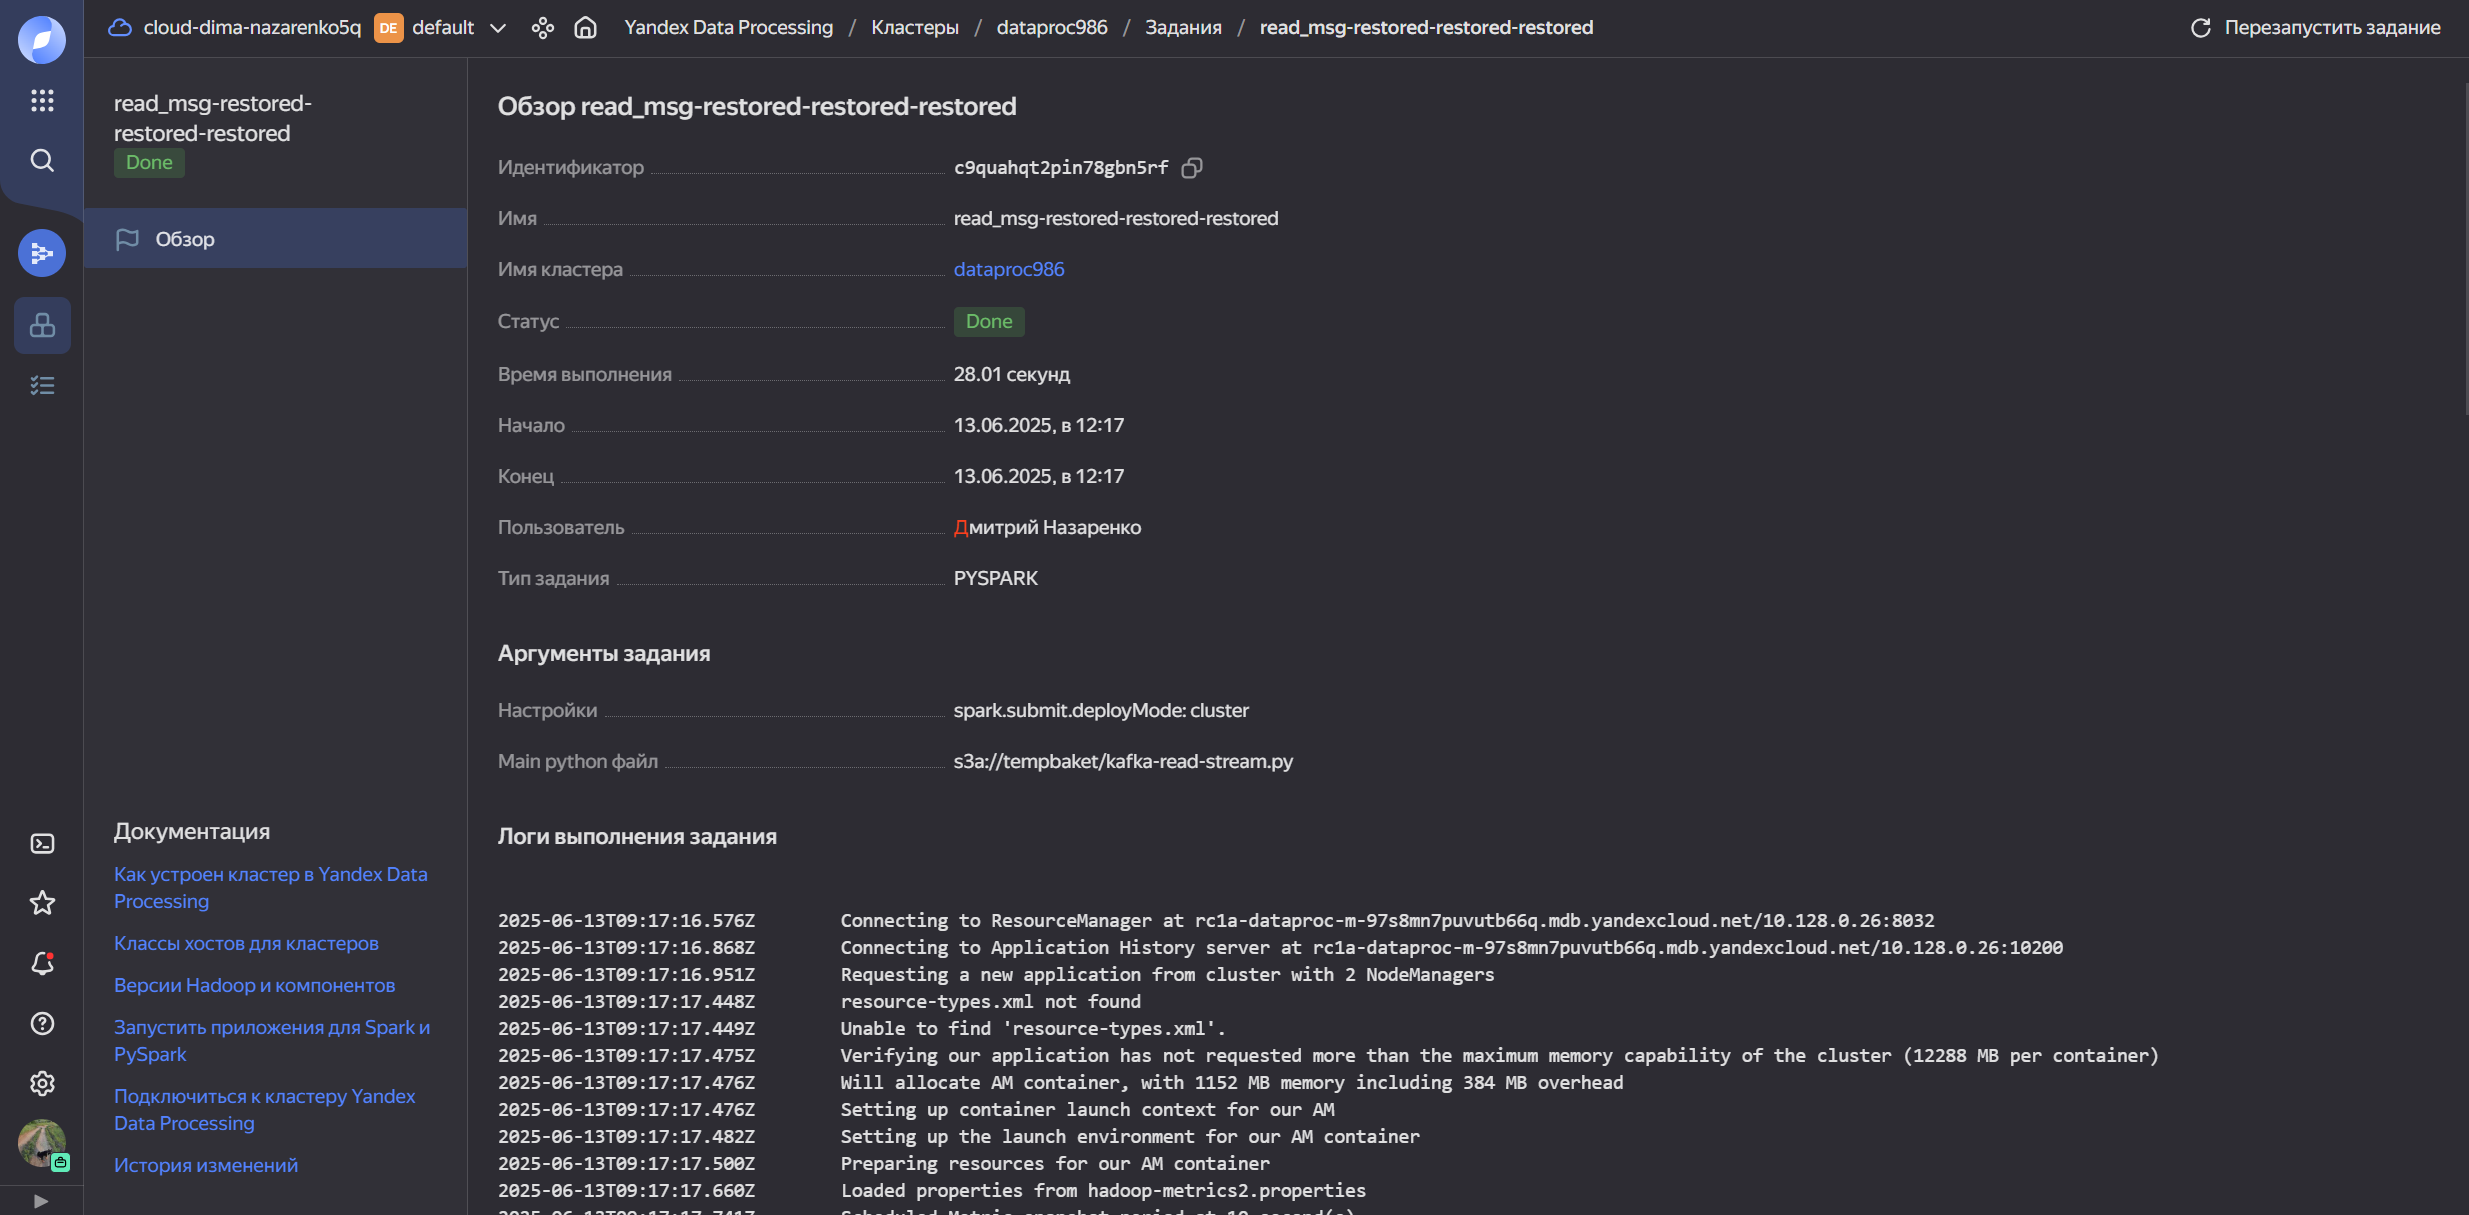 cloud-dima-nazarenko5q DE default Yandex Data Processing / Кластеры / dataproc986 / Задания / read_msg-restored-restored-restored Перезапустить задание
read_msg-restored-
restored-restored
Done
Обзор
Документация
Как устроен кластер в Yandex Data
Processing
Классы хостов для кластеров
Версии Hadoop и компонентов
Запустить приложения для Spark и
PySpark
Подключиться к кластеру Yandex
Data Processing
История изменений
Обзор read_msg-restored-restored-restored
Идентификатор c9quahqt2pin78gbn5rf
Имя read_msg-restored-restored-restored
Имя кластера dataproc986
Статус Done
Время выполнения 28.01 секунд
Начало 13.06.2025, в 12:17
Конец 13.06.2025, в 12:17
Пользователь Дмитрий Назаренко
Тип задания PYSPARK
Аргументы задания
Настройки spark.submit.deployMode: cluster
Main python файл s3a://tempbaket/kafka-read-stream.py
Логи выполнения задания
2025-06-13T09:17:16.576Z Connecting to ResourceManager at rc1a-dataproc-m-97s8mn7puvutb66q.mdb.yandexcloud.net/10.128.0.26:8032
2025-06-13T09:17:16.868Z Connecting to Application History server at rc1a-dataproc-m-97s8mn7puvutb66q.mdb.yandexcloud.net/10.128.0.26:10200
2025-06-13T09:17:16.951Z Requesting a new application from cluster with 2 NodeManagers
2025-06-13T09:17:17.448Z resource-types.xml not found
2025-06-13T09:17:17.449Z Unable to find 'resource-types.xml'.
2025-06-13T09:17:17.475Z Verifying our application has not requested more than the maximum memory capability of the cluster (12288 MB per container)
2025-06-13T09:17:17.476Z Will allocate AM container, with 1152 MB memory including 384 MB overhead
2025-06-13T09:17:17.476Z Setting up container launch context for our AM
2025-06-13T09:17:17.482Z Setting up the launch environment for our AM container
2025-06-13T09:17:17.500Z Preparing resources for our AM container
2025-06-13T09:17:17.660Z Loaded properties from hadoop-metrics2.properties